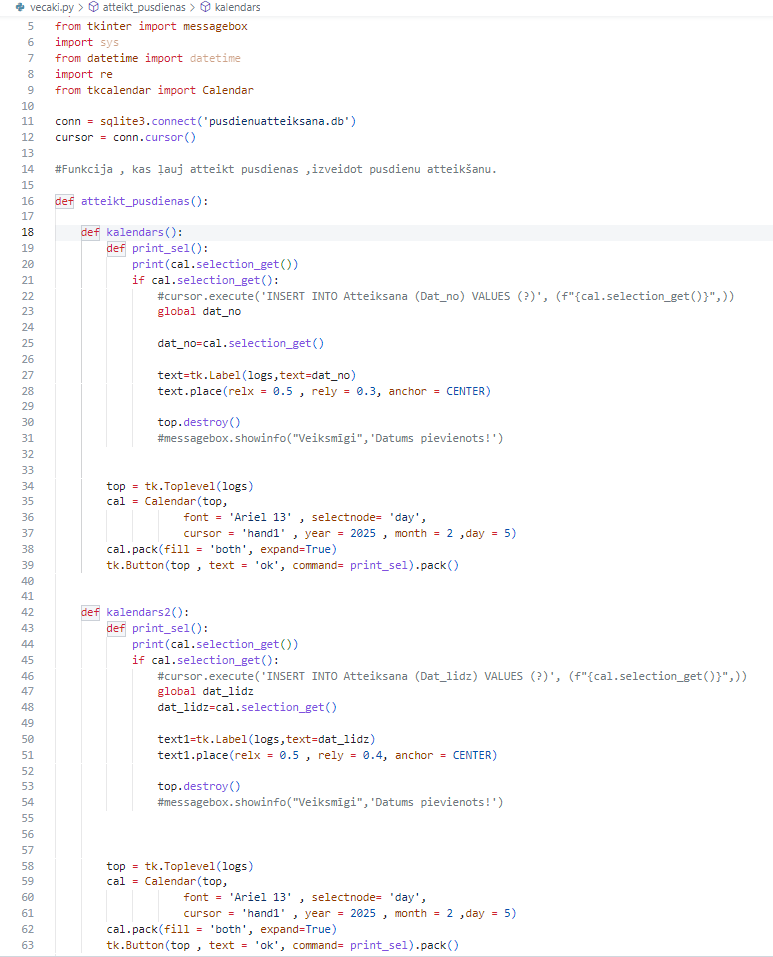 vecaki.py > atteikt_pusdienas > kalendars
5 from tkinter import messagebox
6 import sys
7 from datetime import datetime
8 import re
9 from tkcalendar import Calendar
10
11 conn = sqlite3.connect('pusdienuatteiksana.db')
12 cursor = conn.cursor()
13
14 #Funkcija , kas ļauj atteikt pusdienas ,izveidot pusdienu atteikšanu.
15
16 def atteikt_pusdienas():
17
18     def kalendars():
19         def print_sel():
20             print(cal.selection_get())
21             if cal.selection_get():
22                 #cursor.execute('INSERT INTO Atteiksana (Dat_no) VALUES (?)', (f"{cal.selection_get()}",))
23                 global dat_no
24
25                 dat_no=cal.selection_get()
26
27                 text=tk.Label(logs,text=dat_no)
28                 text.place(relx = 0.5 , rely = 0.3, anchor = CENTER)
29
30                 top.destroy()
31                 #messagebox.showinfo("Veiksmīgi",'Datums pievienots!')
32
33
34         top = tk.Toplevel(logs)
35         cal = Calendar(top,
36                     font = 'Ariel 13' , selectnode= 'day',
37                     cursor = 'hand1' , year = 2025 , month = 2 ,day = 5)
38         cal.pack(fill = 'both', expand=True)
39         tk.Button(top , text = 'ok', command= print_sel).pack()
40
41
42     def kalendars2():
43         def print_sel():
44             print(cal.selection_get())
45             if cal.selection_get():
46                 #cursor.execute('INSERT INTO Atteiksana (Dat_lidz) VALUES (?)', (f"{cal.selection_get()}",))
47                 global dat_lidz
48                 dat_lidz=cal.selection_get()
49
50                 text1=tk.Label(logs,text=dat_lidz)
51                 text1.place(relx = 0.5 , rely = 0.4, anchor = CENTER)
52
53                 top.destroy()
54                 #messagebox.showinfo("Veiksmīgi",'Datums pievienots!')
55
56
57
58         top = tk.Toplevel(logs)
59         cal = Calendar(top,
60                     font = 'Ariel 13' , selectnode= 'day',
61                     cursor = 'hand1' , year = 2025 , month = 2 ,day = 5)
62         cal.pack(fill = 'both', expand=True)
63         tk.Button(top , text = 'ok', command= print_sel).pack()